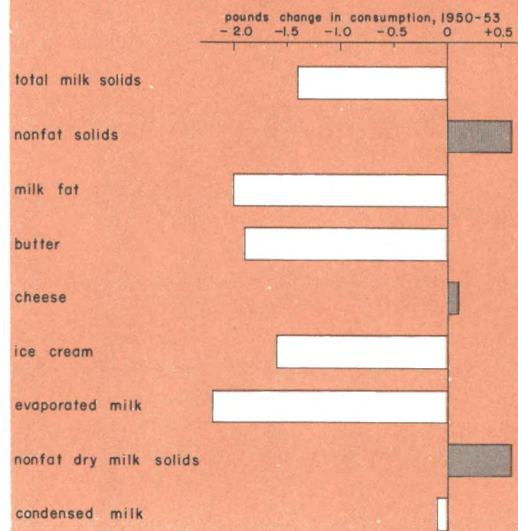 pounds change in consumption, 1950-53
-2.0 -1.5 -1.0 -0.5 0 +0.5
total milk solids
nonfat solids
milk fat
butter
cheese
ice cream
evaporated milk
nonfat dry milk solids
condensed milk